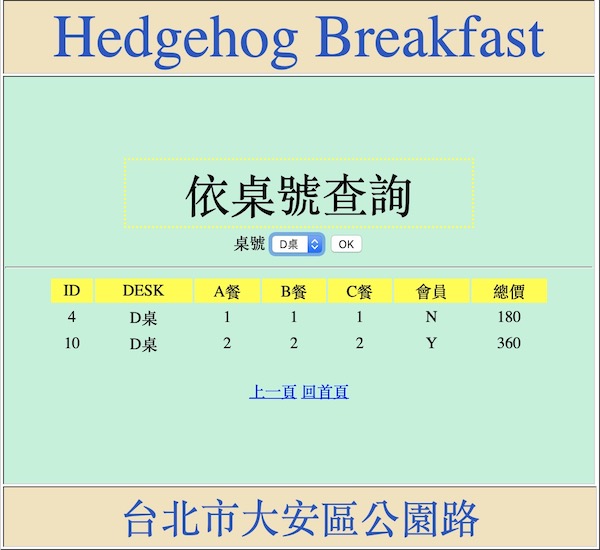 Hedgehog Breakfast
依桌號查詢
桌號 D桌 OK
ID DESK A餐 B餐 C餐 會員 總價
4 D桌 1 1 1 N 180
10 D桌 2 2 2 Y 360
上一頁 回首頁
台北市大安區公園路